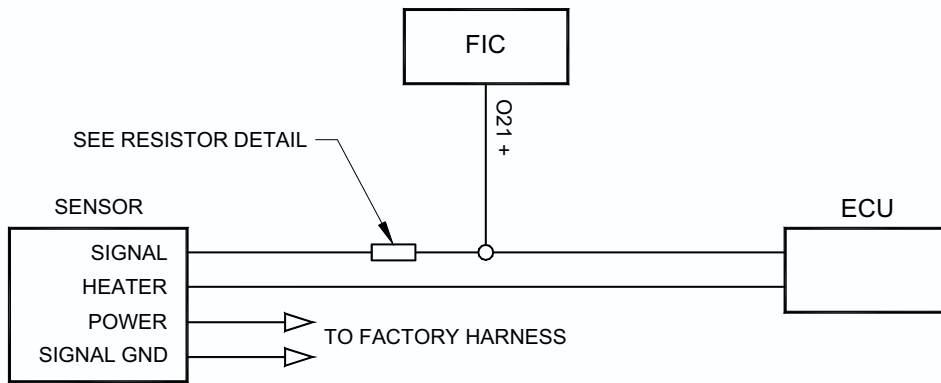 FIC
O21 +
SEE RESISTOR DETAIL
SENSOR
ECU
SIGNAL
HEATER
POWER
SIGNAL GND
TO FACTORY HARNESS